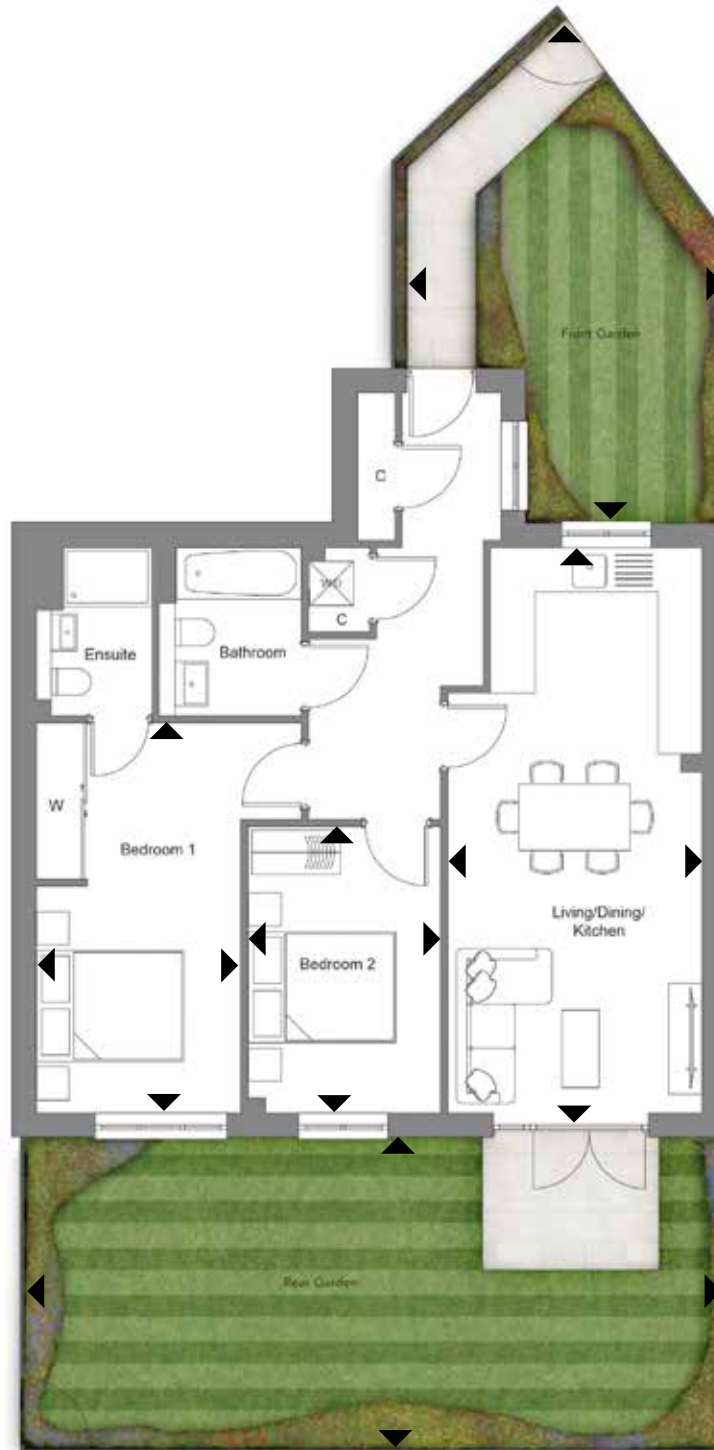 Front Garden
C
C
Ensuite
Bathroom
W
Bedroom 1
Living/Dining/
Kitchen
Bedroom 2
Rear Garden